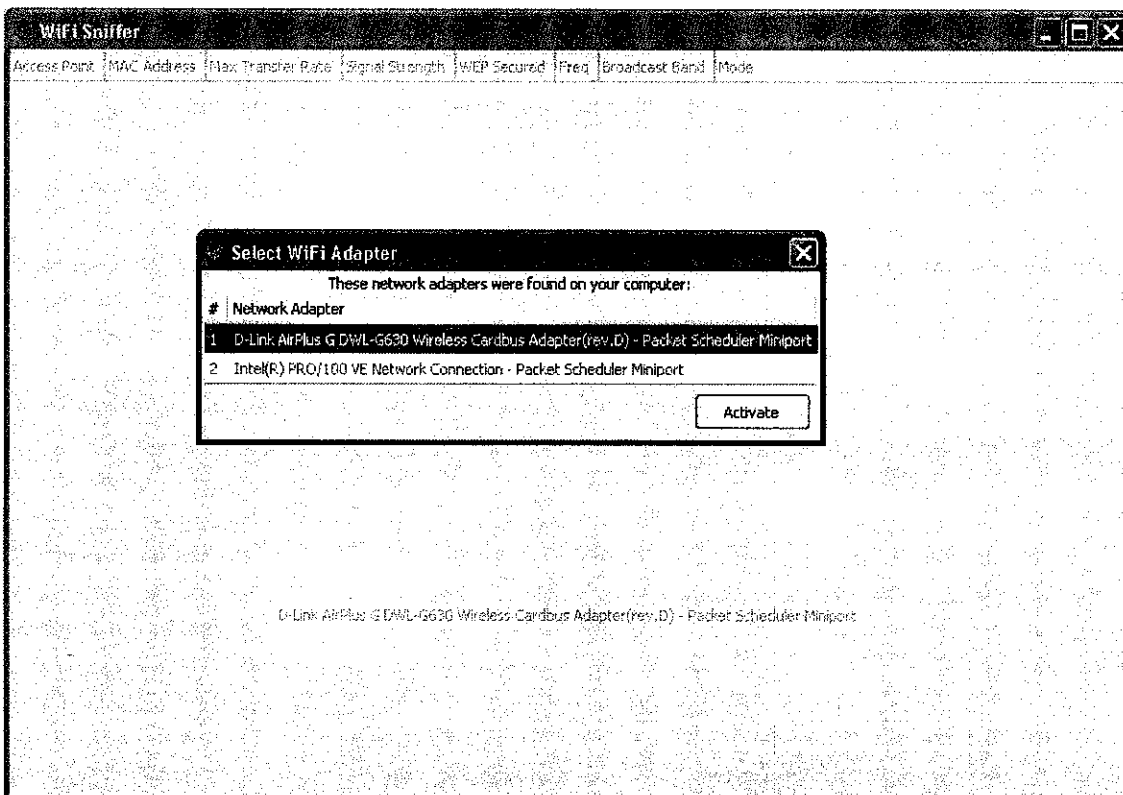 WiFi Sniffer
Access Point MAC Address Max Transfer Rate Signal Strength WEP Secured Freq Broadcast Band Mode
Select WiFi Adapter
These network adapters were found on your computer:
# Network Adapter
1 D-Link AirPlus G DWL-G630 Wireless Cardbus Adapter(rev.D) - Packet Scheduler Miniport
2 Intel(R) PRO/100 VE Network Connection - Packet Scheduler Miniport
Activate
D-Link AirPlus G DWL-G630 Wireless Cardbus Adapter(rev.D) - Packet Scheduler Miniport